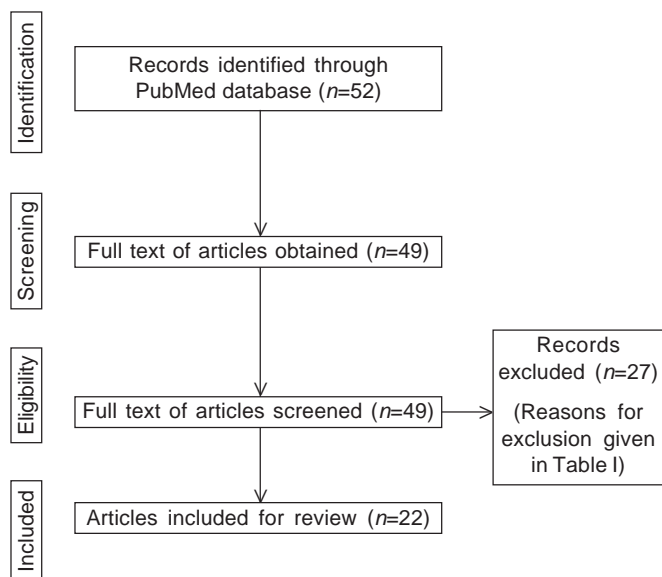 Identification
Records identified through
PubMed database (n=52)
Screening
Full text of articles obtained (n=49)
Eligibility
Full text of articles screened (n=49)
Records
excluded (n=27)
(Reasons for
exclusion given
in Table I)
Included
Articles included for review (n=22)